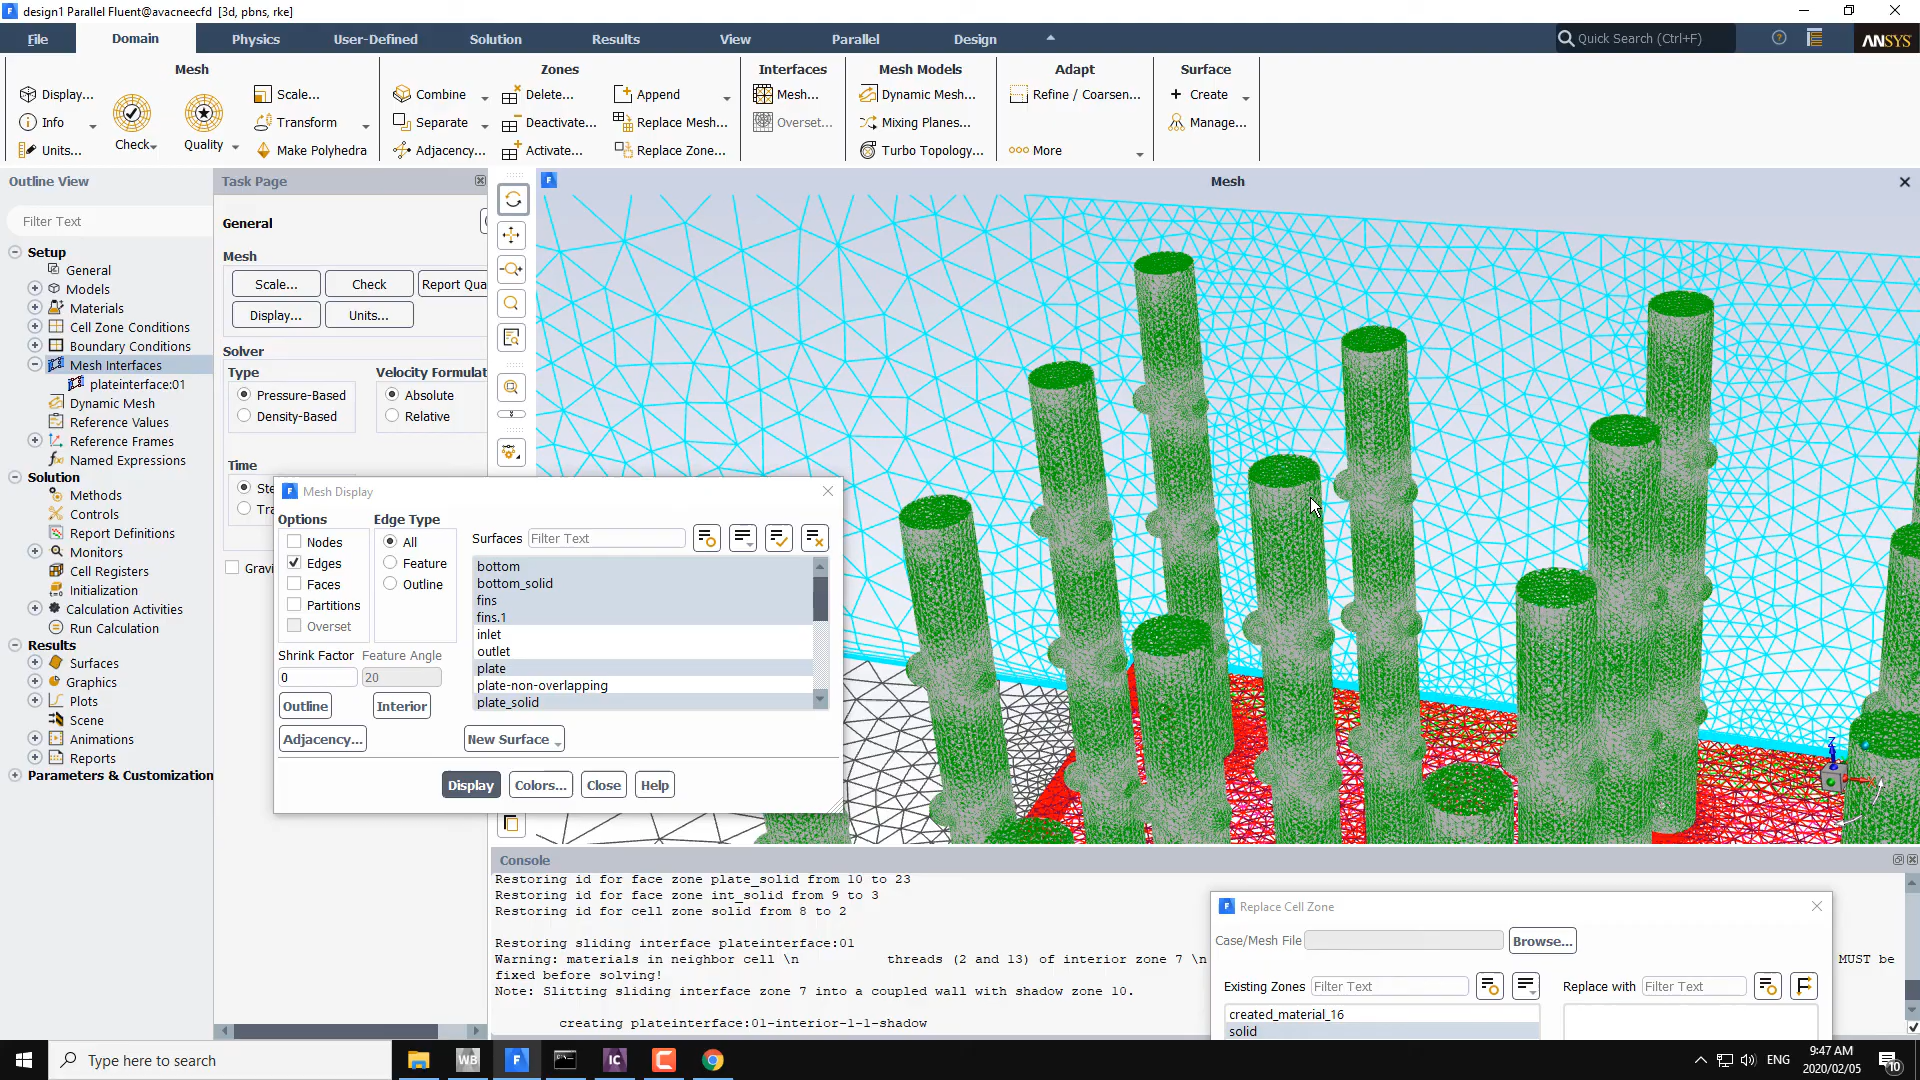 design1 Parallel Fluent@avacneecfd [3d, pbns, rke]
File
Domain
Physics
User-Defined
Solution
Results
View
Parallel
Design
Quick Search (Ctrl+F)
ANSYS
Mesh
Zones
Interfaces
Mesh Models
Adapt
Surface
Display...
Info
Units...
Check
Quality
Scale...
Transform
Make Polyhedra
Combine
Separate
Adjacency...
Delete...
Deactivate...
Activate...
Append
Replace Mesh...
Replace Zone...
Mesh...
Overset...
Dynamic Mesh...
Mixing Planes...
Turbo Topology...
Refine / Coarsen...
More
Create
Manage...
Outline View
Filter Text
Setup
General
Models
Materials
Cell Zone Conditions
Boundary Conditions
Mesh Interfaces
plateinterface:01
Dynamic Mesh
Reference Values
Reference Frames
Named Expressions
Solution
Methods
Controls
Report Definitions
Monitors
Cell Registers
Initialization
Calculation Activities
Run Calculation
Results
Surfaces
Graphics
Plots
Scene
Animations
Reports
Parameters & Customization
Task Page
General
Mesh
Scale...
Check
Report Qua
Display...
Units...
Solver
Type
Velocity Formulat
Pressure-Based
Absolute
Density-Based
Relative
Time
Ste
Tra
Gravi
Mesh
Mesh Display
Options
Edge Type
Nodes
All
Edges
Feature
Faces
Outline
Partitions
Overset
Shrink Factor
Feature Angle
0
20
Outline
Interior
Adjacency...
Surfaces
Filter Text
bottom
bottom_solid
fins
fins.1
inlet
outlet
plate
plate-non-overlapping
plate_solid
New Surface
Display
Colors...
Close
Help
Z
Console
Restoring id for face zone plate_solid from 10 to 23
Restoring id for face zone int_solid from 9 to 3
Restoring id for cell zone solid from 8 to 2
Restoring sliding interface plateinterface:01
Warning: materials in neighbor cell \n threads (2 and 13) of interior zone 7 \n MUST be
fixed before solving!
Note: Slitting sliding interface zone 7 into a coupled wall with shadow zone 10.
creating plateinterface:01-interior-1-1-shadow
Replace Cell Zone
Case/Mesh File
Browse...
Existing Zones
Filter Text
Replace with
Filter Text
created_material_16
solid
Type here to search
WB
IC
ENG
9:47 AM
2020/02/05
10